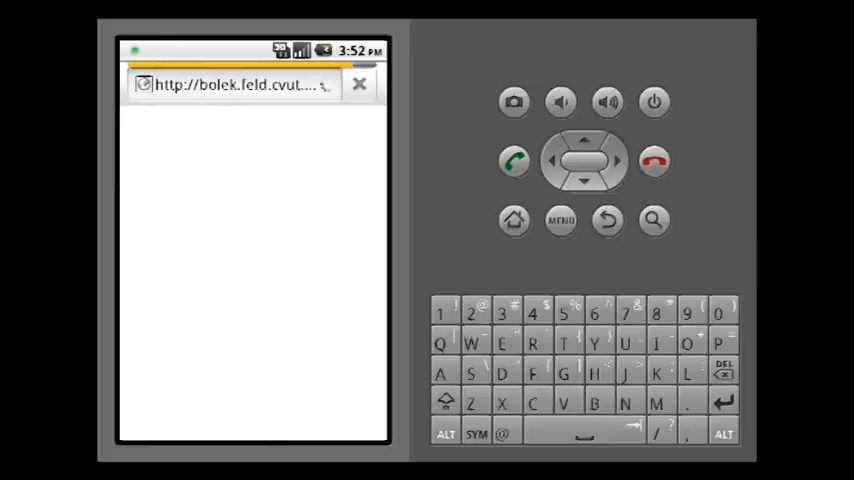 3G 3:52 PM
http://bolek.feld.cvut....
MENU
1 ! 2 @ 3 # 4 $ 5 % 6 ^ 7 & 8 * 9 ( 0 )
Q | W ~ E " R ` T { Y } U _ I - O + P =
A S \ D ' F [ G ] H < J > K ; L : DEL
Z X C V B N M .
ALT SYM @ / ? , ALT